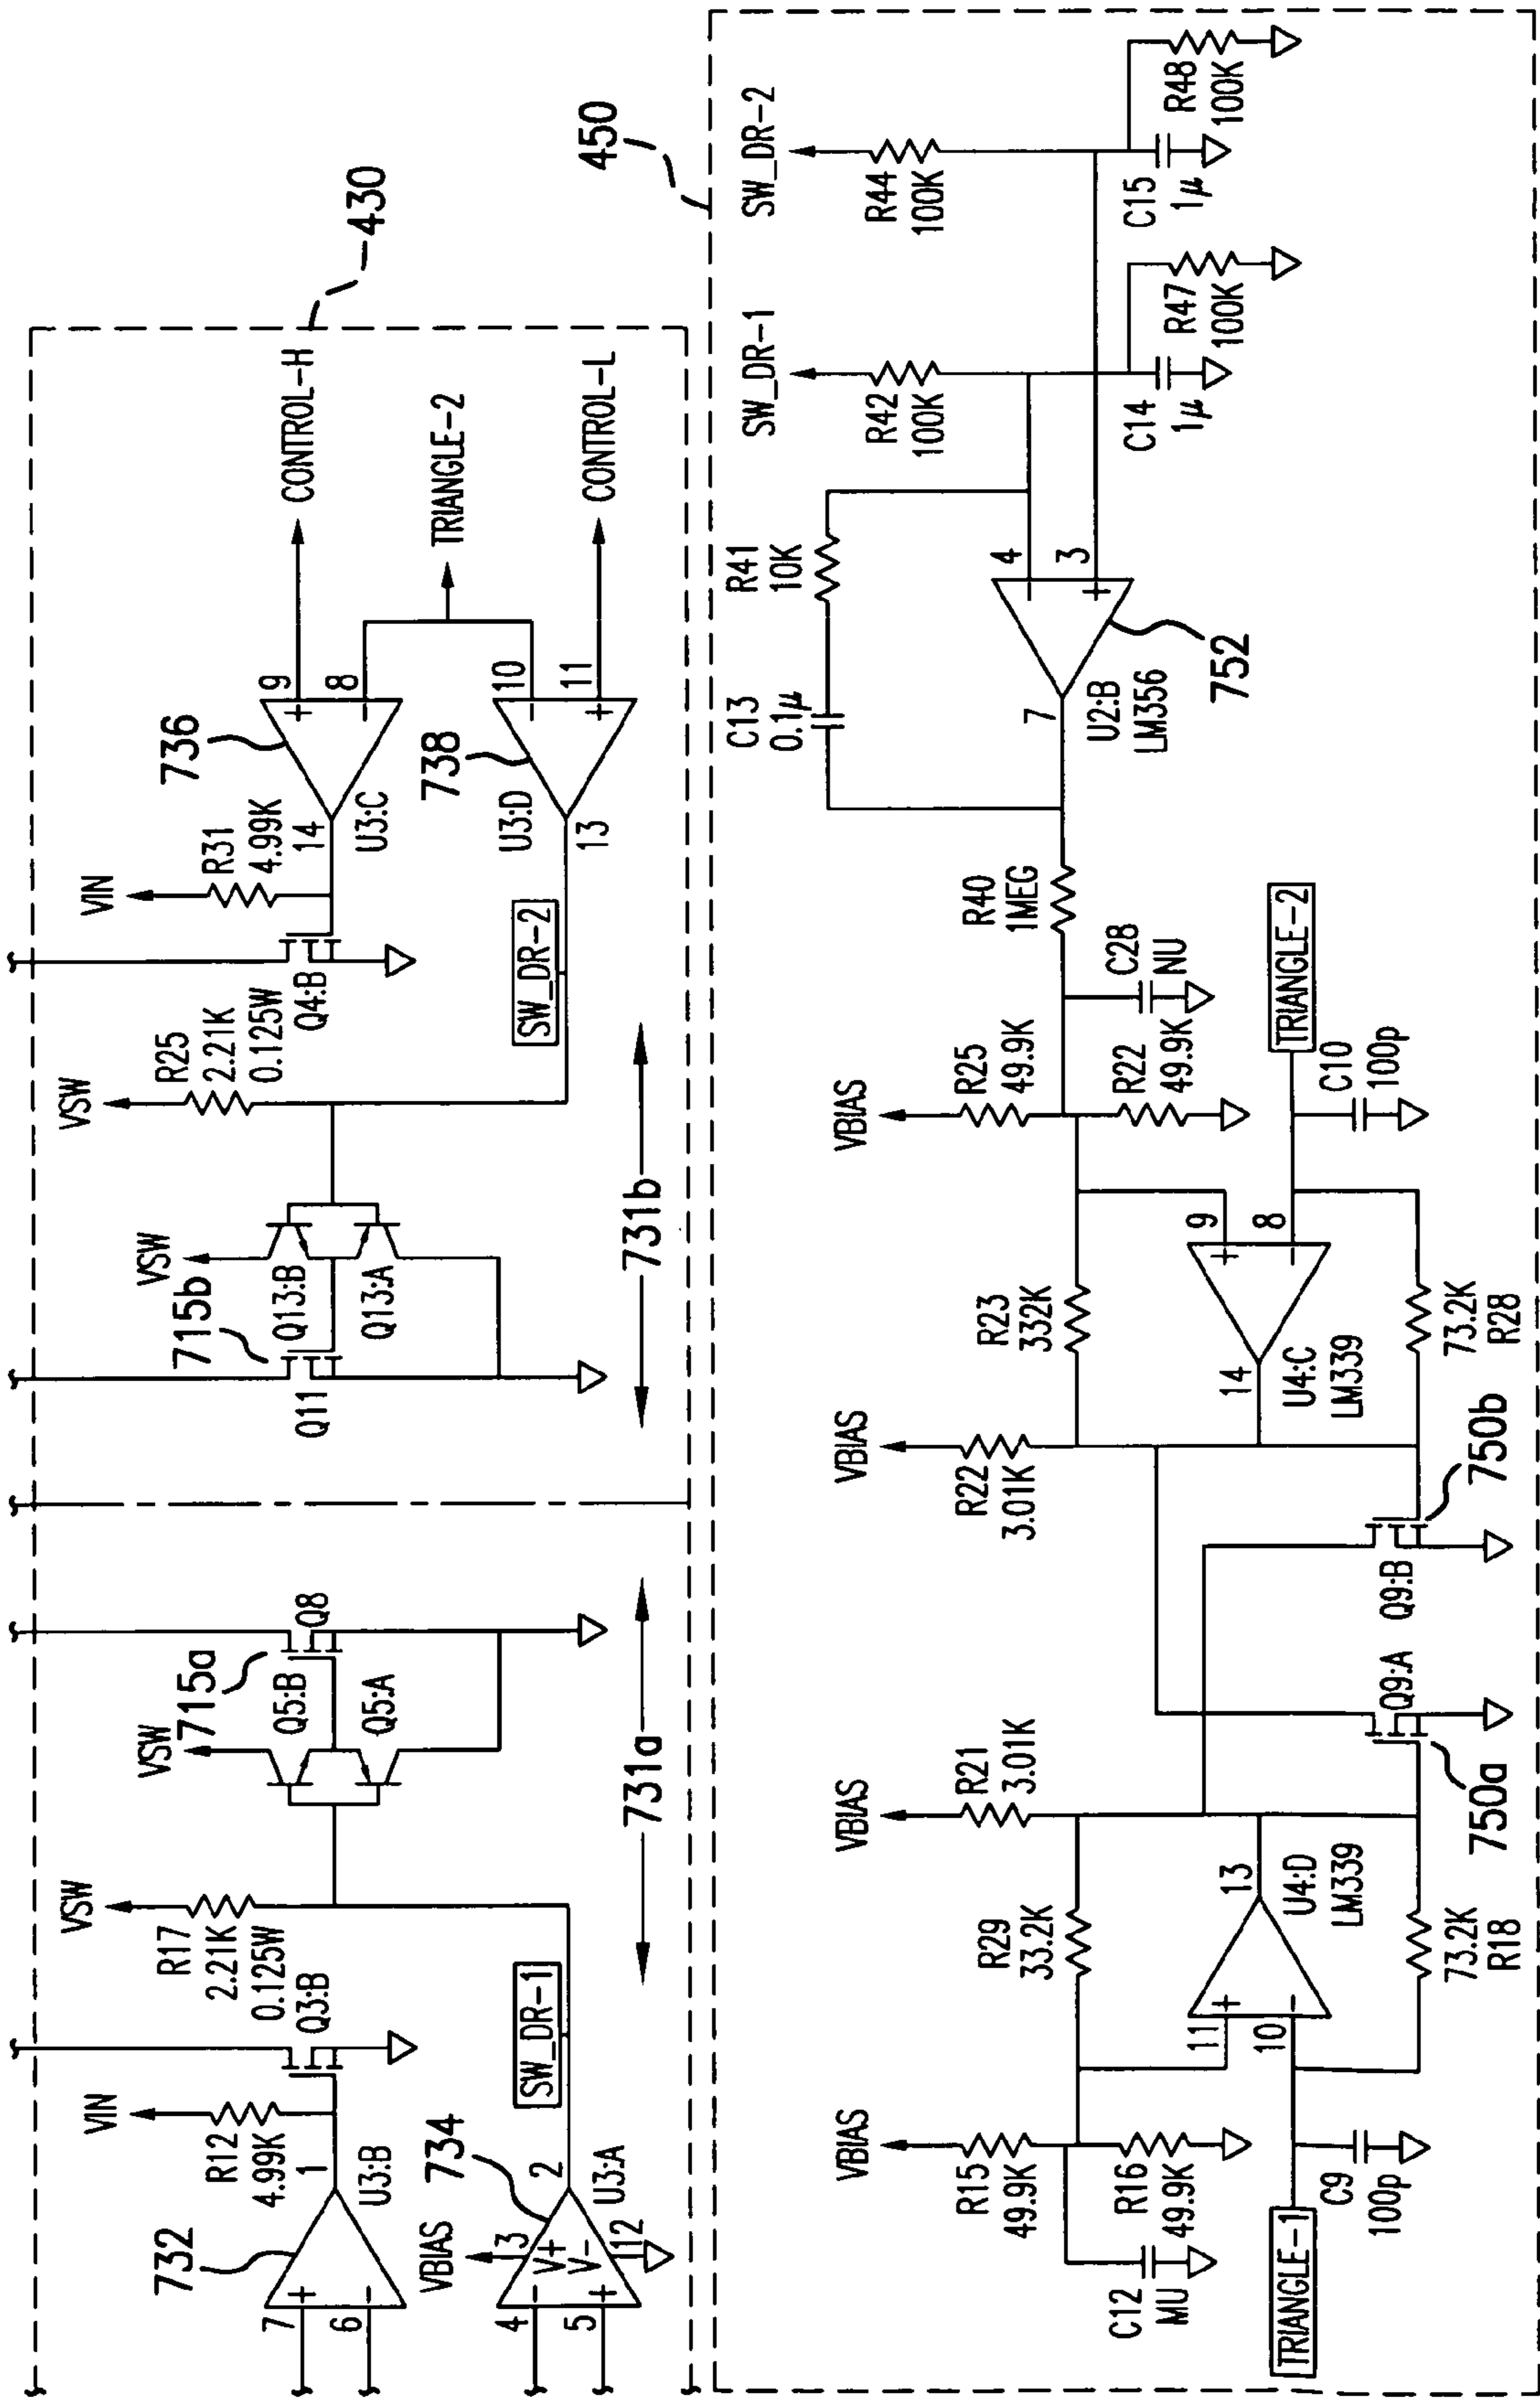 430
732
7
6
+
-
1
U3:B
VIN
R12
4.99K
Q3:B
VSW
R17
2.21K
0.125W
VSW
715a
Q5:B
Q5:A
Q8
734
VBIAS
3
V+
V-
12
4
5
-
+
2
U3:A
SW_DR-1
731a
715b
Q11
VSW
Q13:B
Q13:A
VSW
R25
2.21K
0.125W
Q4:B
VIN
R31
4.99K
14
U3:C
736
9
8
+
-
CONTROL-H
TRIANGLE-2
738
U3:D
13
10
11
-
+
CONTROL-L
SW_DR-2
731b
450
VBIAS
R15
49.9K
R16
49.9K
C12
MU
TRIANGLE-1
C9
100p
R29
33.2K
11
10
+
-
13
U4:D
LM339
73.2K
R18
VBIAS
R21
3.01K
Q9:A
750a
Q9:B
750b
VBIAS
R22
3.01K
R23
332K
14
U4:C
LM339
9
8
+
-
73.2K
R28
VBIAS
R25
49.9K
R22
49.9K
C28
NU
TRIANGLE-2
C10
100p
R40
1MEG
C13
0.1µ
R41
10K
7
U2:B
LM356
752
4
3
-
+
SW_DR-1
R42
100K
C14
1µ
R47
100K
SW_DR-2
R44
100K
C15
1µ
R48
100K